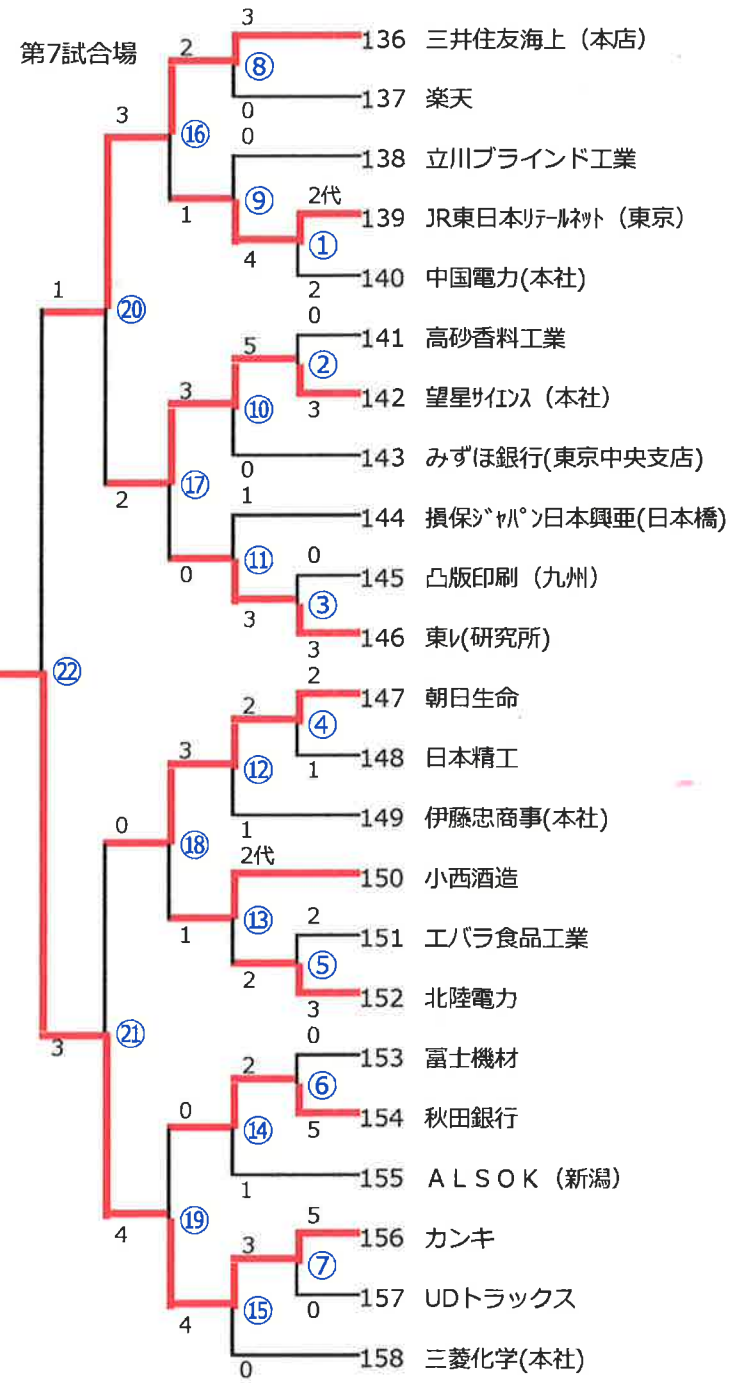 第7試合場
3
136 三井住友海上（本店）
2
⑧
137 楽天
0
3
⑯
0
138 立川ブラインド工業
⑨
2代
1
139 JR東日本ﾘﾃｰﾙﾈｯﾄ（東京）
4
①
140 中国電力(本社)
2
1
⑳
0
141 高砂香料工業
5
②
142 望星ｻｲｴﾝｽ（本社）
3
3
⑩
143 みずほ銀行(東京中央支店)
0
2
⑰
1
144 損保ｼﾞｬﾊﾟﾝ日本興亜(日本橋)
⑪
0
0
145 凸版印刷（九州）
3
③
146 東ﾚ(研究所)
3
㉒
2
147 朝日生命
2
④
148 日本精工
1
3
⑫
149 伊藤忠商事(本社)
1
0
⑱
2代
150 小西酒造
⑬
1
2
151 エバラ食品工業
2
⑤
152 北陸電力
3
3
㉑
0
153 冨士機材
2
⑥
154 秋田銀行
5
0
⑭
155 ＡＬＳＯＫ（新潟）
1
4
⑲
5
156 カンキ
3
⑦
157 UDトラックス
0
4
⑮
158 三菱化学(本社)
0